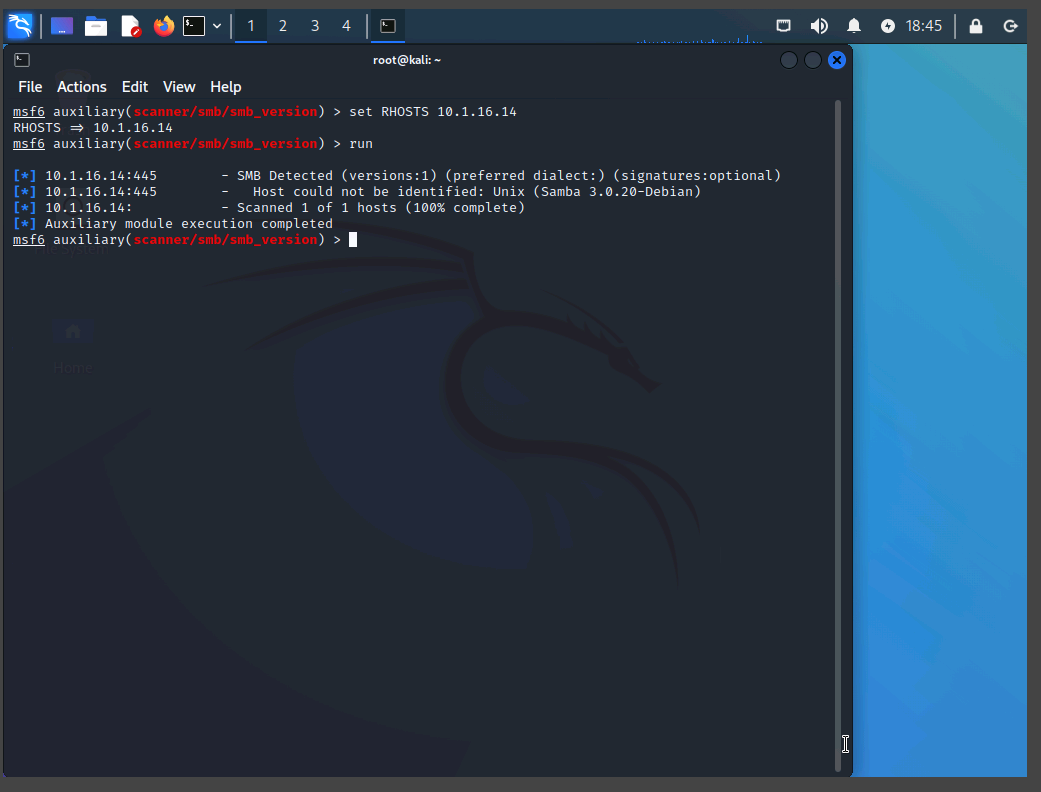 1 2 3 4 18:45
root@kali: ~
File Actions Edit View Help
msf6 auxiliary(scanner/smb/smb_version) > set RHOSTS 10.1.16.14
RHOSTS ⇒ 10.1.16.14
msf6 auxiliary(scanner/smb/smb_version) > run
[*] 10.1.16.14:445 - SMB Detected (versions:1) (preferred dialect:) (signatures:optional)
[*] 10.1.16.14:445 - Host could not be identified: Unix (Samba 3.0.20-Debian)
[*] 10.1.16.14: - Scanned 1 of 1 hosts (100% complete)
[*] Auxiliary module execution completed
msf6 auxiliary(scanner/smb/smb_version) >
Home